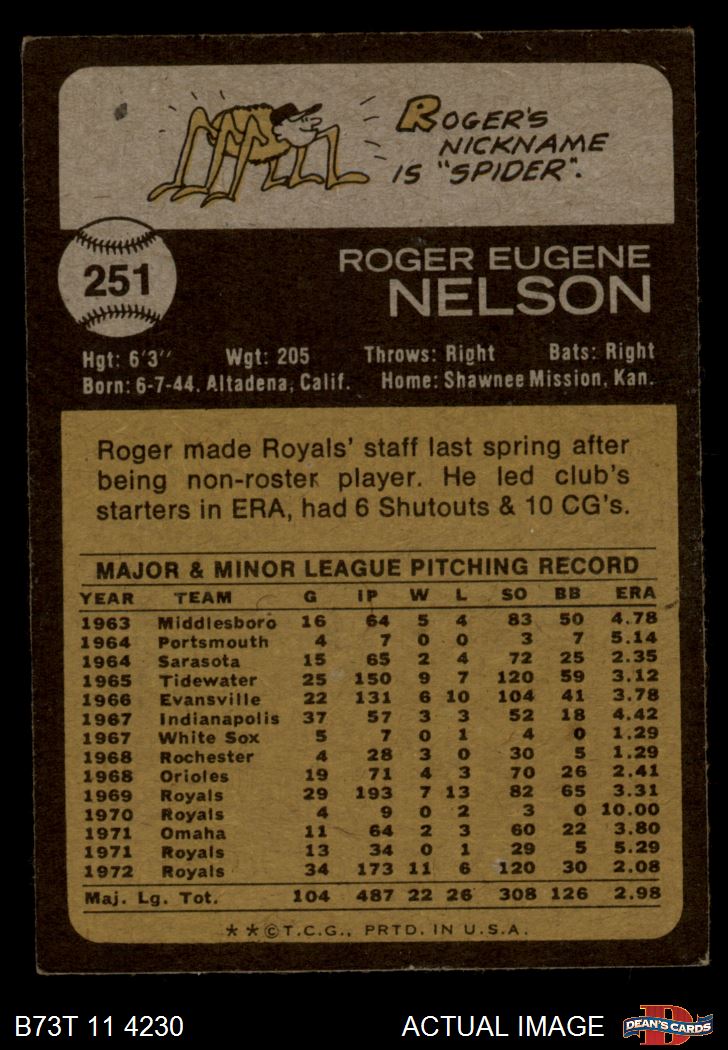 ROGER'S
NICKNAME
IS "SPIDER".
251
ROGER EUGENE
NELSON
Hgt: 6'3" Wgt: 205 Throws: Right Bats: Right
Born: 6-7-44, Altadena, Calif. Home: Shawnee Mission, Kan.
Roger made Royals' staff last spring after
being non-roster player. He led club's
starters in ERA, had 6 Shutouts & 10 CG's.
MAJOR & MINOR LEAGUE PITCHING RECORD
YEAR TEAM G IP W L SO BB ERA
1963 Middlesboro 16 64 5 4 83 50 4.78
1964 Portsmouth 4 7 0 0 3 7 5.14
1964 Sarasota 15 65 2 4 72 25 2.35
1965 Tidewater 25 150 9 7 120 59 3.12
1966 Evansville 22 131 6 10 104 41 3.78
1967 Indianapolis 37 57 3 3 52 18 4.42
1967 White Sox 5 7 0 1 4 0 1.29
1968 Rochester 4 28 3 0 30 5 1.29
1968 Orioles 19 71 4 3 70 26 2.41
1969 Royals 29 193 7 13 82 65 3.31
1970 Royals 4 9 0 2 3 0 10.00
1971 Omaha 11 64 2 3 60 22 3.80
1971 Royals 13 34 0 1 29 5 5.29
1972 Royals 34 173 11 6 120 30 2.08
Maj. Lg. Tot. 104 487 22 26 308 126 2.98
**©T.C.G., PRTD. IN U.S.A.
B73T 11 4230 ACTUAL IMAGE
D
DEAN'S CARDS